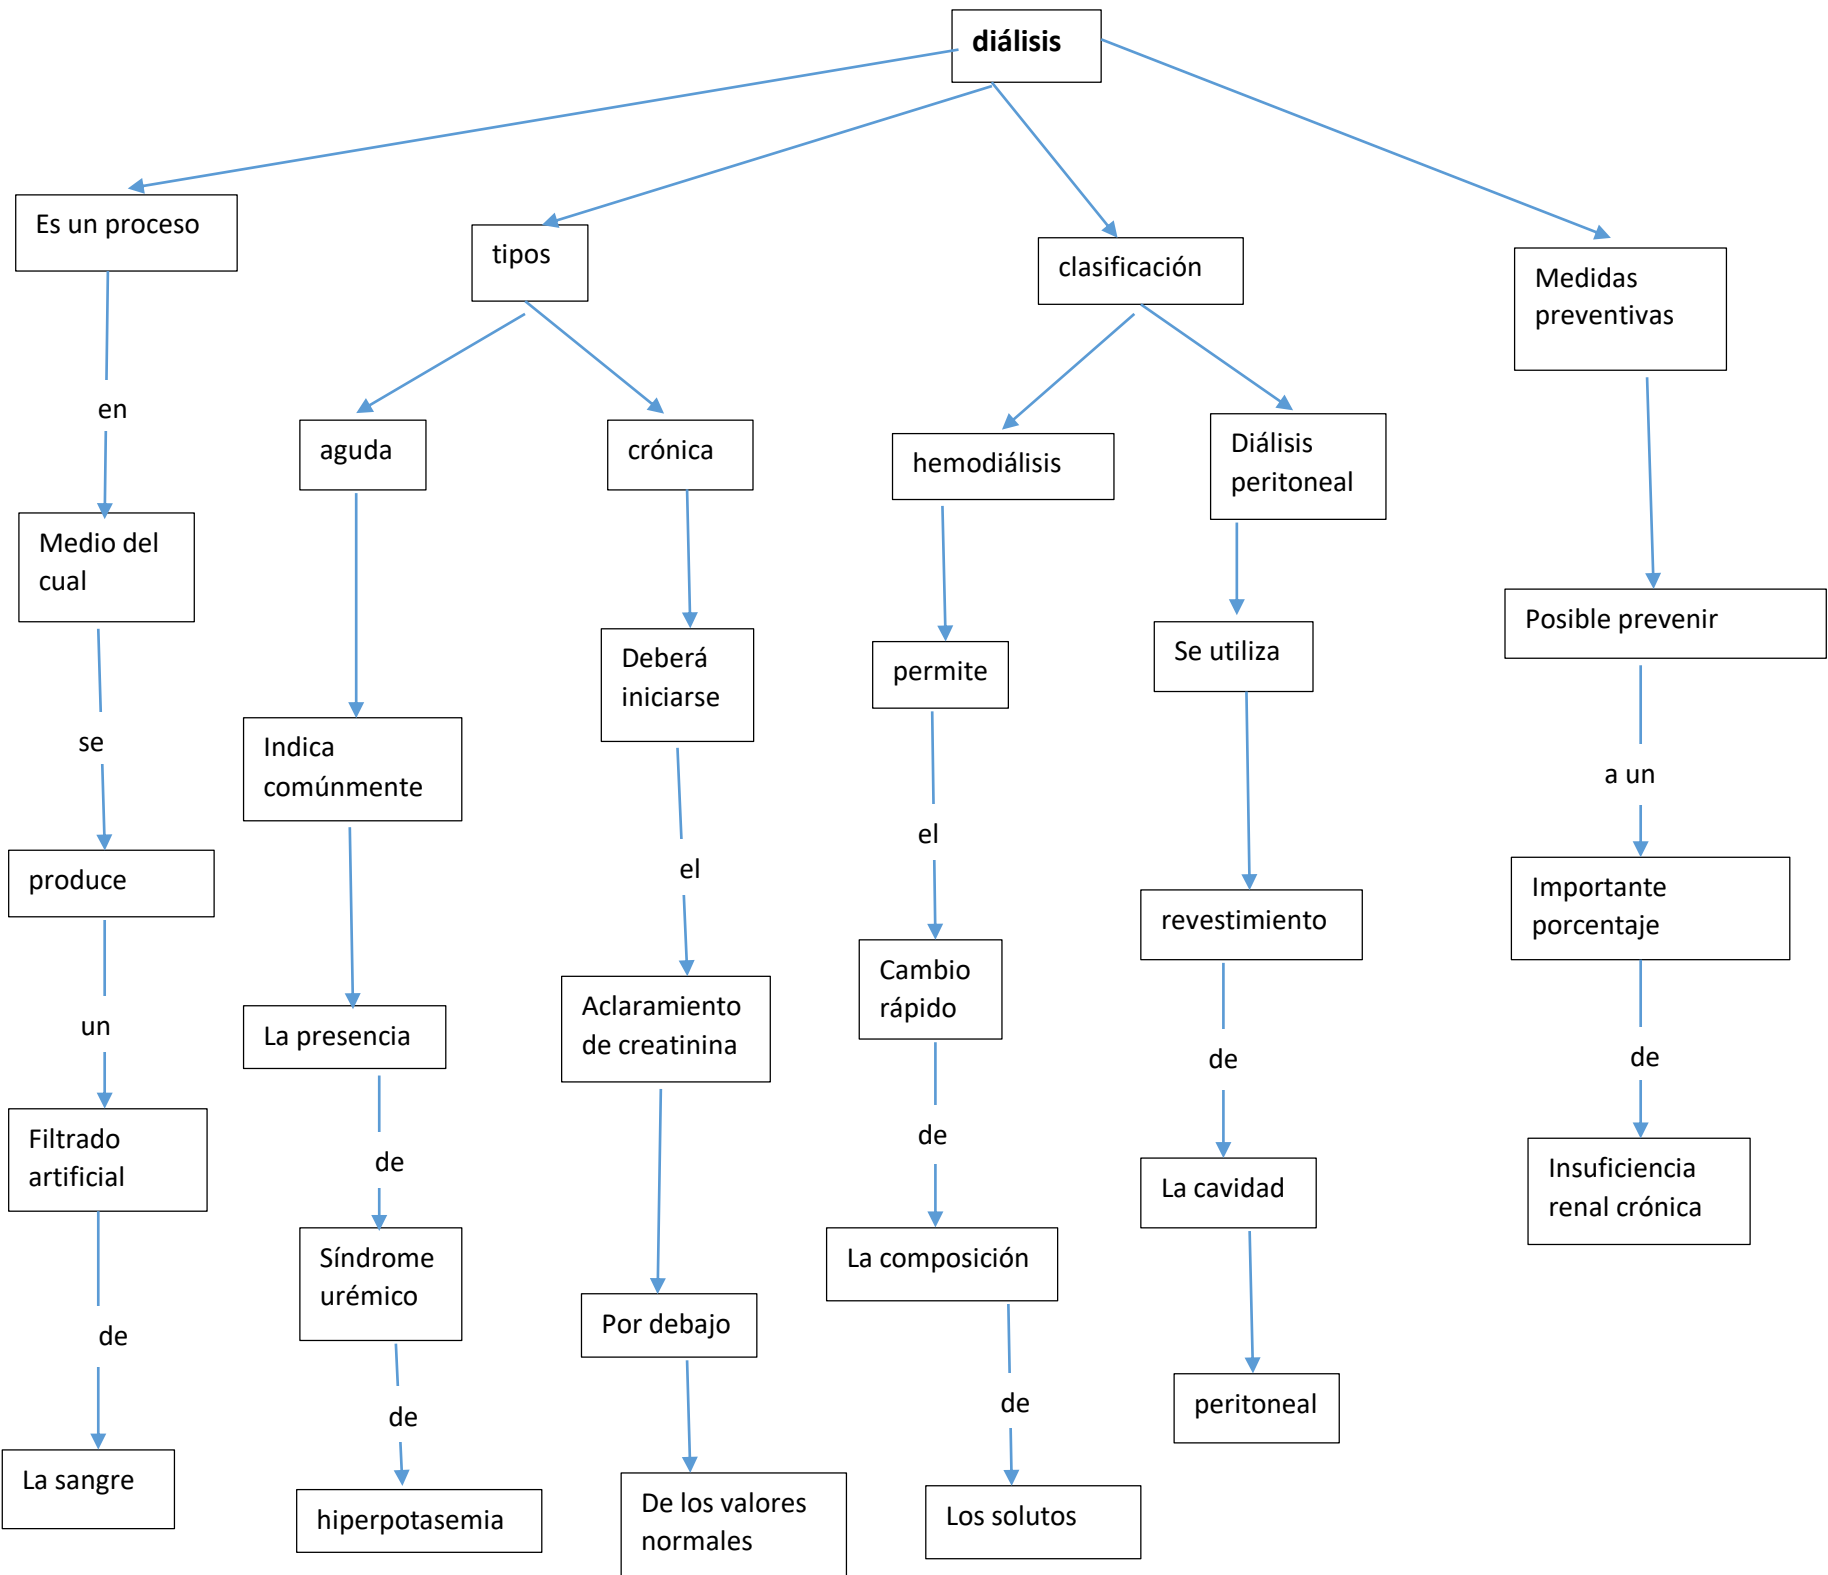 diálisis
Es un proceso
en
Medio del
cual
se
produce
un
Filtrado
artificial
de
La sangre
tipos
aguda
Indica
comúnmente
La presencia
de
Síndrome
urémico
de
hiperpotasemia
crónica
Deberá
iniciarse
el
Aclaramiento
de creatinina
Por debajo
De los valores
normales
clasificación
hemodiálisis
permite
el
Cambio
rápido
de
La composición
de
Los solutos
Diálisis
peritoneal
Se utiliza
revestimiento
de
La cavidad
peritoneal
Medidas
preventivas
Posible prevenir
a un
Importante
porcentaje
de
Insuficiencia
renal crónica